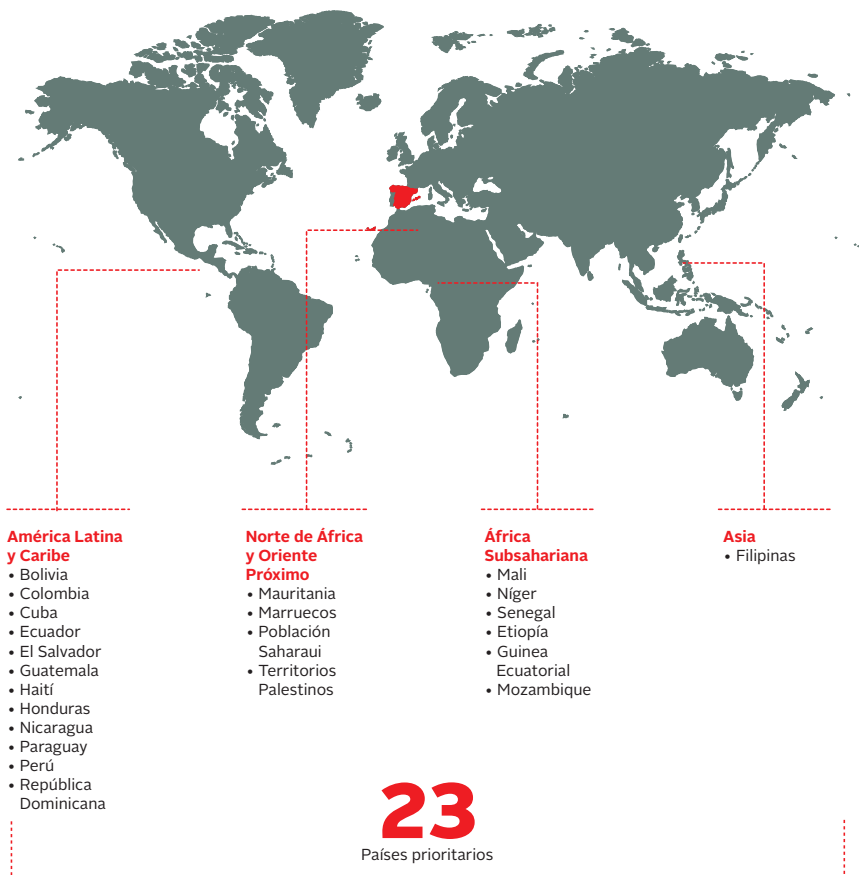 América Latina
y Caribe
• Bolivia
• Colombia
• Cuba
• Ecuador
• El Salvador
• Guatemala
• Haití
• Honduras
• Nicaragua
• Paraguay
• Perú
• República
Dominicana
Norte de África
y Oriente
Próximo
• Mauritania
• Marruecos
• Población
Saharaui
• Territorios
Palestinos
África
Subsahariana
• Mali
• Níger
• Senegal
• Etiopía
• Guinea
Ecuatorial
• Mozambique
Asia
• Filipinas
23
Países prioritarios